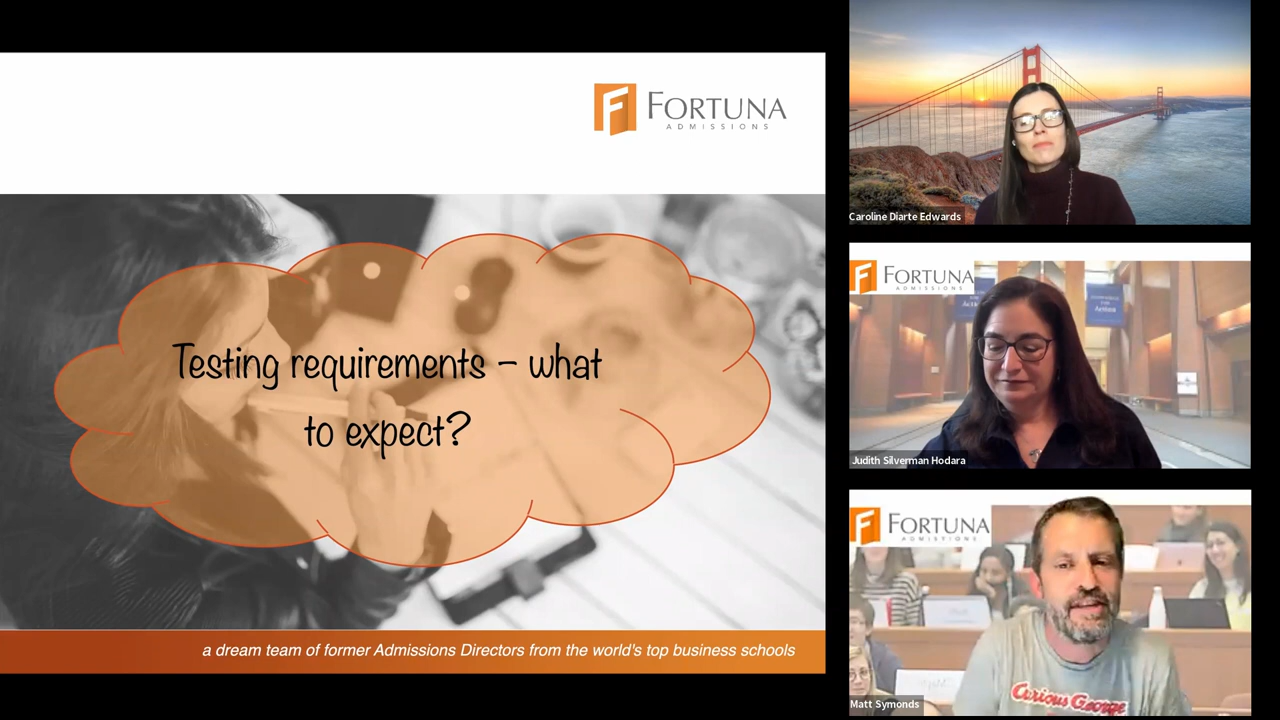 FORTUNA
ADMISSIONS
Testing requirements – what
to expect?
a dream team of former Admissions Directors from the world's top business schools
Caroline Diarte Edwards
FORTUNA
ADMISSIONS
Judith Silverman Hodara
FORTUNA
ADMISSIONS
Curious George
Matt Symonds